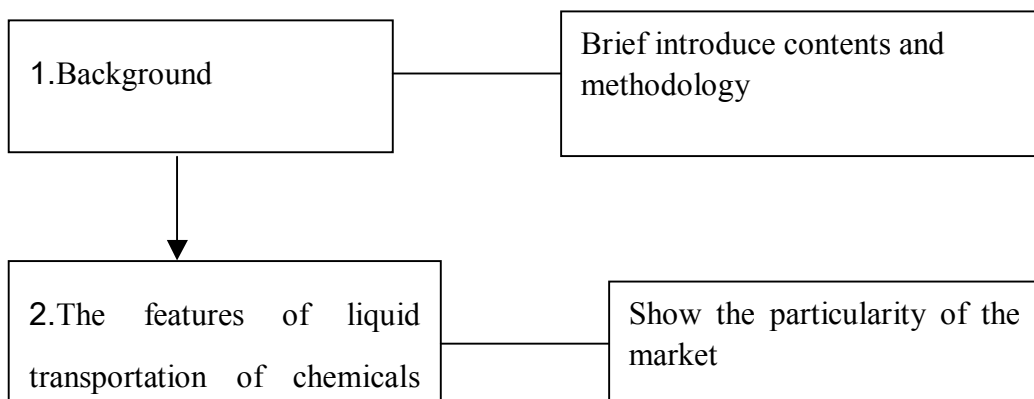 1.Background
Brief introduce contents and
methodology
2.The features of liquid
transportation of chemicals
Show the particularity of the
market